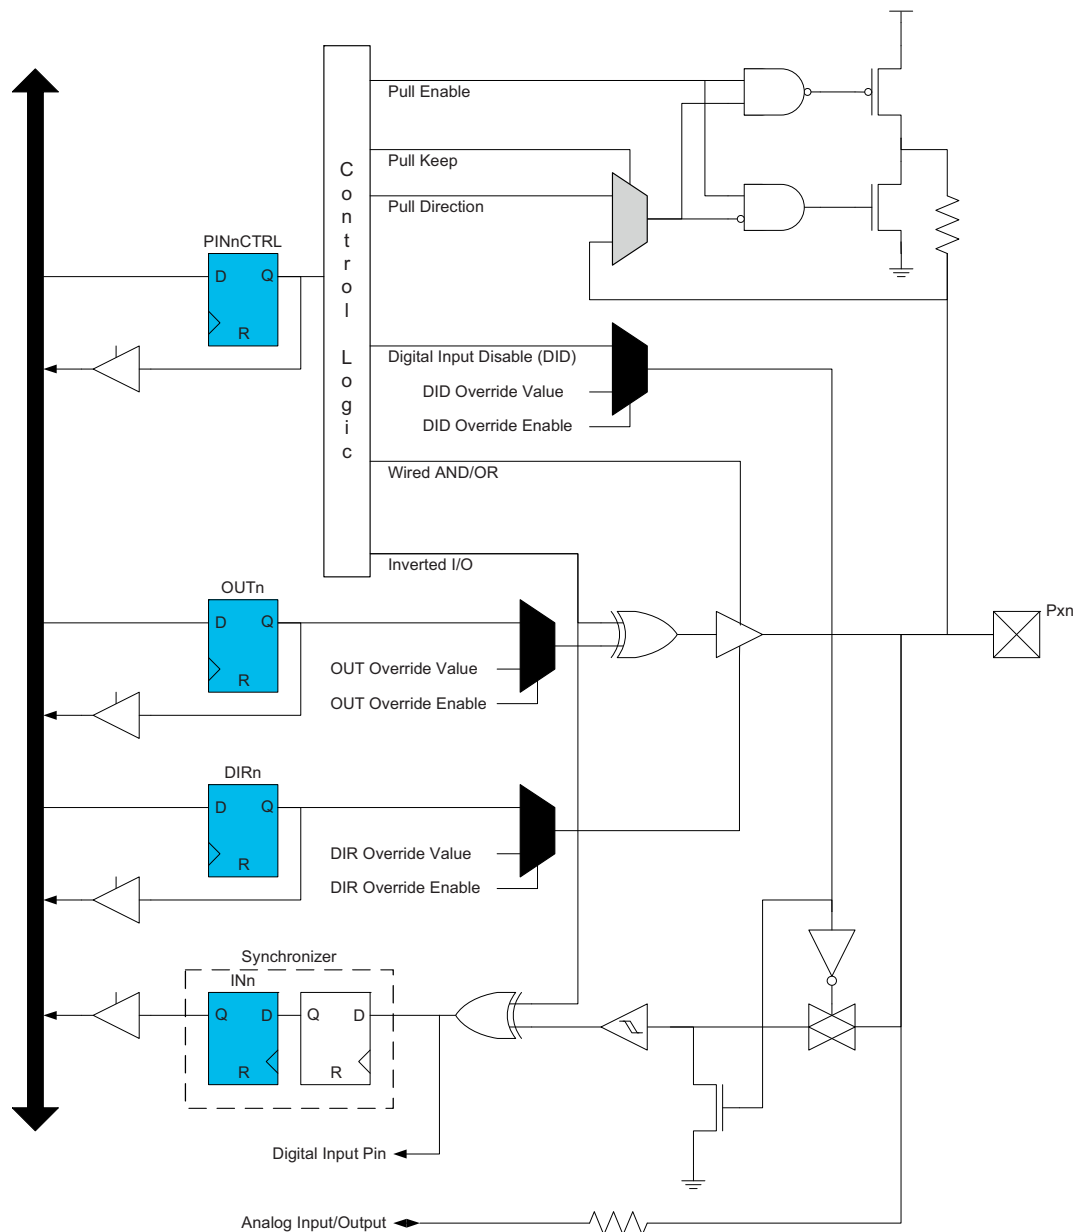 Pull Enable
Pull Keep
Pull Direction
Control Logic
PINnCTRL
D Q
R
Digital Input Disable (DID)
DID Override Value
DID Override Enable
Wired AND/OR
Inverted I/O
OUTn
D Q
R
Pxn
OUT Override Value
OUT Override Enable
DIRn
D Q
R
DIR Override Value
DIR Override Enable
Synchronizer
INn
Q D Q D
R R
Digital Input Pin
Analog Input/Output